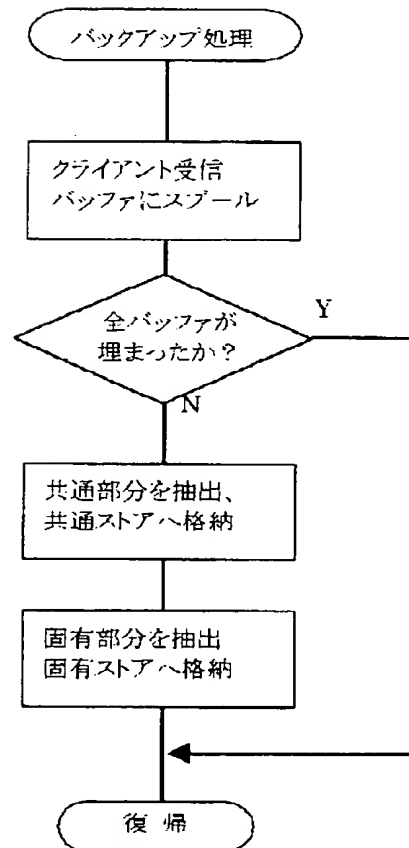 バックアップ処理
クライアント受信
バッファにスプール
全バッファが
埋まったか？
Y
N
共通部分を抽出、
共通ストアへ格納
固有部分を抽出
固有ストアへ格納
復帰